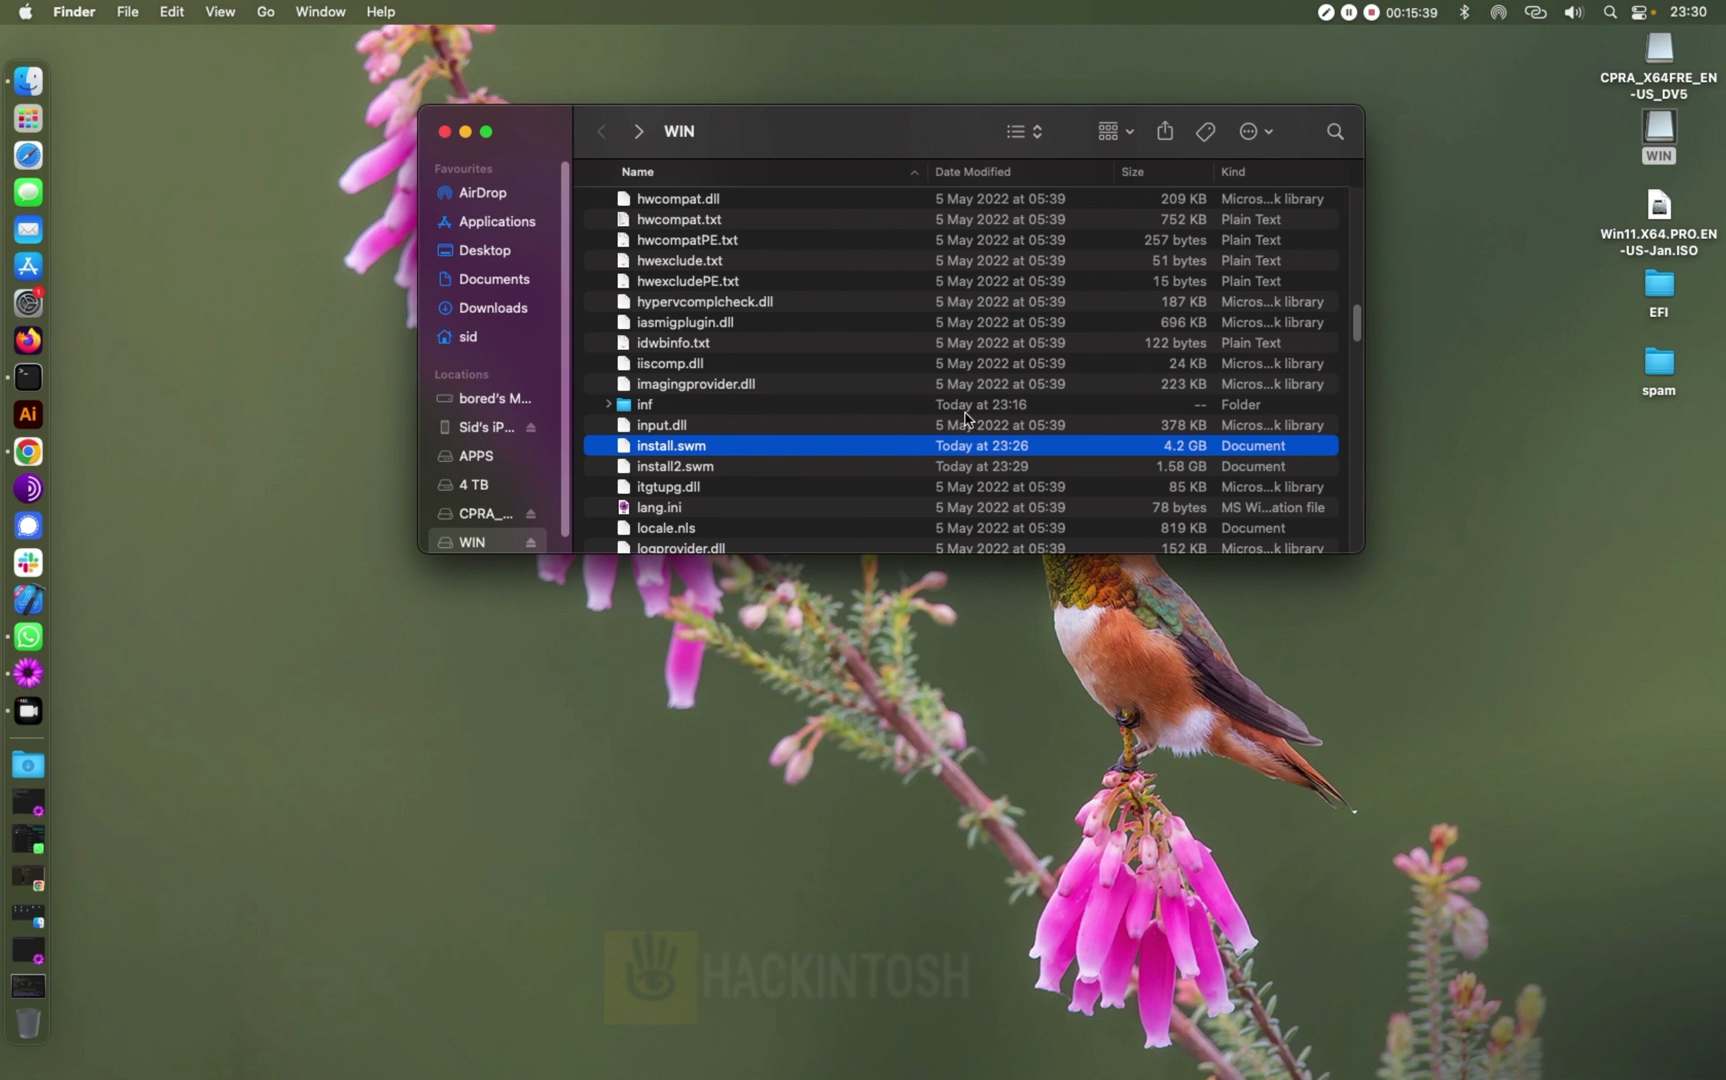 Finder File Edit View Go Window Help
00:15:39 23:30
CPRA_X64FRE_EN
-US_DV5
WIN
Win11.X64.PRO.EN
-US-Jan.ISO
EFI
spam
WIN
Favourites
AirDrop
Applications
Desktop
Documents
Downloads
sid
Locations
bored's M...
Sid's iP...
APPS
4 TB
CPRA_...
WIN
Name Date Modified Size Kind
hwcompat.dll 5 May 2022 at 05:39 209 KB Micros...k library
hwcompat.txt 5 May 2022 at 05:39 752 KB Plain Text
hwcompatPE.txt 5 May 2022 at 05:39 257 bytes Plain Text
hwexclude.txt 5 May 2022 at 05:39 51 bytes Plain Text
hwexcludePE.txt 5 May 2022 at 05:39 15 bytes Plain Text
hypervcomplcheck.dll 5 May 2022 at 05:39 187 KB Micros...k library
iasmigplugin.dll 5 May 2022 at 05:39 696 KB Micros...k library
idwbinfo.txt 5 May 2022 at 05:39 122 bytes Plain Text
iiscomp.dll 5 May 2022 at 05:39 24 KB Micros...k library
imagingprovider.dll 5 May 2022 at 05:39 223 KB Micros...k library
inf Today at 23:16 -- Folder
input.dll 5 May 2022 at 05:39 378 KB Micros...k library
install.swm Today at 23:26 4.2 GB Document
install2.swm Today at 23:29 1.58 GB Document
itgtupg.dll 5 May 2022 at 05:39 85 KB Micros...k library
lang.ini 5 May 2022 at 05:39 78 bytes MS Wi...ation file
locale.nls 5 May 2022 at 05:39 819 KB Document
logprovider.dll 5 May 2022 at 05:39 152 KB Micros...k library
Ai
1
HACKINTOSH